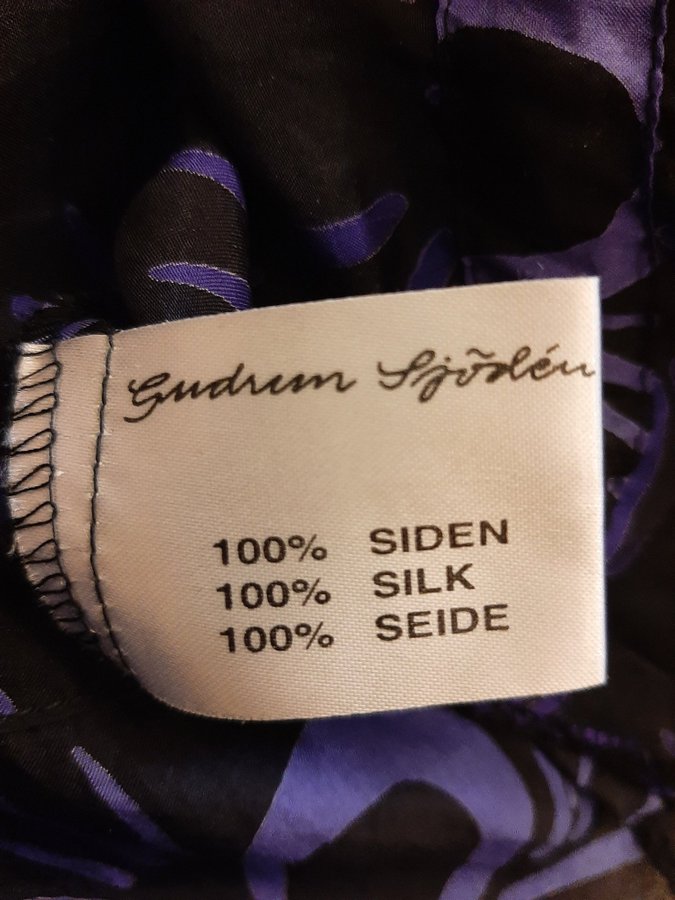 Gudrun Sjödén
100% SIDEN
100% SILK
100% SEIDE